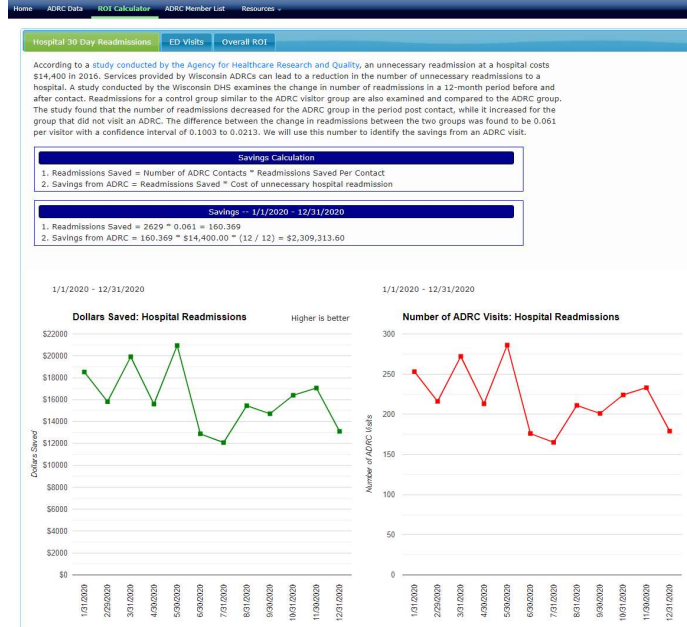 Home ADRC Data ROI Calculator ADRC Member List Resources
Hospital 30 Day Readmissions ED Visits Overall ROI
According to a study conducted by the Agency for Healthcare Research and Quality, an unnecessary readmission at a hospital costs
$14,400 in 2016. Services provided by Wisconsin ADRCs can lead to a reduction in the number of unnecessary readmissions to a
hospital. A study conducted by the Wisconsin DHS examines the change in number of readmissions in a 12-month period before and
after contact. Readmissions for a control group similar to the ADRC visitor group are also examined and compared to the ADRC group.
The study found that the number of readmissions decreased for the ADRC group in the period post contact, while it increased for the
group that did not visit an ADRC. The difference between the change in readmissions between the two groups was found to be 0.061
per visitor with a confidence interval of 0.1003 to 0.0213. We will use this number to identify the savings from an ADRC visit.
Savings Calculation
1. Readmissions Saved = Number of ADRC Contacts * Readmissions Saved Per Contact
2. Savings from ADRC = Readmissions Saved * Cost of unnecessary hospital readmission
Savings -- 1/1/2020 - 12/31/2020
1. Readmissions Saved = 2629 * 0.061 = 160.369
2. Savings from ADRC = 160.369 * $14,400.00 * (12 / 12) = $2,309,313.60
1/1/2020 - 12/31/2020
Dollars Saved: Hospital Readmissions
Higher is better
$22000
$20000
$18000
$16000
$14000
$12000
$10000
$8000
$6000
$4000
$2000
$0
Dollars Saved
1/31/2020
2/29/2020
3/31/2020
4/30/2020
5/30/2020
6/30/2020
7/31/2020
8/31/2020
9/30/2020
10/31/2020
11/30/2020
12/31/2020
1/1/2020 - 12/31/2020
Number of ADRC Visits: Hospital Readmissions
300
250
200
150
100
50
0
Number of ADRC Visits
1/31/2020
2/29/2020
3/31/2020
4/30/2020
5/30/2020
6/30/2020
7/31/2020
8/31/2020
9/30/2020
10/31/2020
11/30/2020
12/31/2020